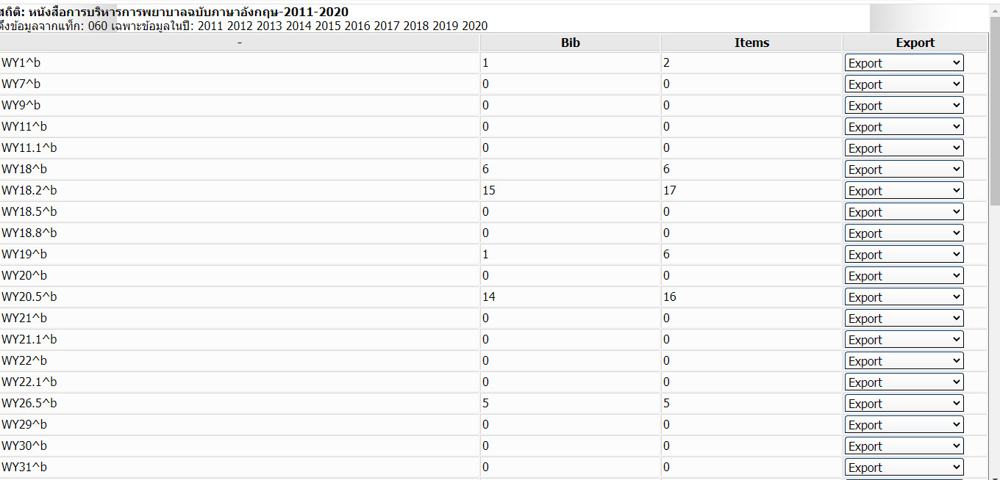 สถิติ: หนังสือการบริหารการพยาบาลฉบับภาษาอังกฤษ-2011-2020
ดึงข้อมูลจากแท็ก: 060 เฉพาะข้อมูลในปี: 2011 2012 2013 2014 2015 2016 2017 2018 2019 2020
- Bib Items Export
WY1^b 1 2 Export
WY7^b 0 0 Export
WY9^b 0 0 Export
WY11^b 0 0 Export
WY11.1^b 0 0 Export
WY18^b 6 6 Export
WY18.2^b 15 17 Export
WY18.5^b 0 0 Export
WY18.8^b 0 0 Export
WY19^b 1 6 Export
WY20^b 0 0 Export
WY20.5^b 14 16 Export
WY21^b 0 0 Export
WY21.1^b 0 0 Export
WY22^b 0 0 Export
WY22.1^b 0 0 Export
WY26.5^b 5 5 Export
WY29^b 0 0 Export
WY30^b 0 0 Export
WY31^b 0 0 Export